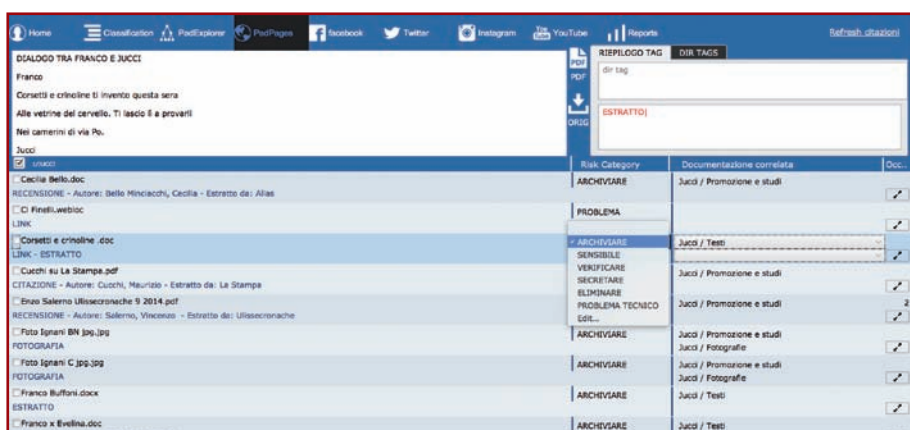 Home Classification PadExplorer PadPages facebook Twitter Instagram You Tube YouTube Reports Refresh citazioni
DIALOGO TRA FRANCO E JUCCI
Franco
Corsetti e crinoline ti invento questa sera
Alle vetrine del cervello. Ti lascio lì a provarli
Nei camerini di via Po.
Jucci
PDF
PDF
ORIG
RIEPILOGO TAG DIR TAGS
dir tag
ESTRATTO
Risk Category Documentazione correlata Occ..
Cecilia Bello.doc ARCHIVIARE Jucci / Promozione e studi
RECENSIONE - Autore: Bello Minciacchi, Cecilia - Estratto da: Alias
Ci Finelli.webloc PROBLEMA
LINK
Corsetti e crinoline .doc ARCHIVIARE Jucci / Testi
LINK - ESTRATTO SENSIBILE
Cucchi su La Stampa.pdf VERIFICARE Jucci / Promozione e studi
CITAZIONE - Autore: Cucchi, Maurizio - Estratto da: La Stampa SECRETARE
ELIMINARE
Enzo Salerno Ulissecronache 9 2014.pdf PROBLEMA TECNICO Jucci / Promozione e studi 2
RECENSIONE - Autore: Salerno, Vincenzo - Estratto da: Ulissecronache Edit...
Foto Ignani BN jpg.jpg ARCHIVIARE Jucci / Promozione e studi
FOTOGRAFIA Jucci / Fotografie
Foto Ignani C jpg.jpg ARCHIVIARE Jucci / Promozione e studi
FOTOGRAFIA Jucci / Fotografie
Franco Buffoni.docx ARCHIVIARE Jucci / Testi
ESTRATTO
Franco x Evelina.doc ARCHIVIARE Jucci / Testi